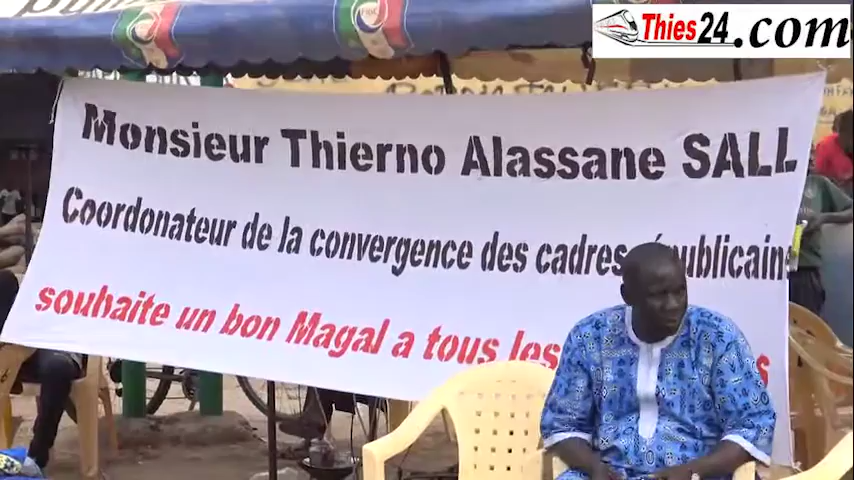 Thies24.com
Monsieur Thierno Alassane SALL
Coordonateur de la convergence des cadres
souhaite un bon Magal a tous les